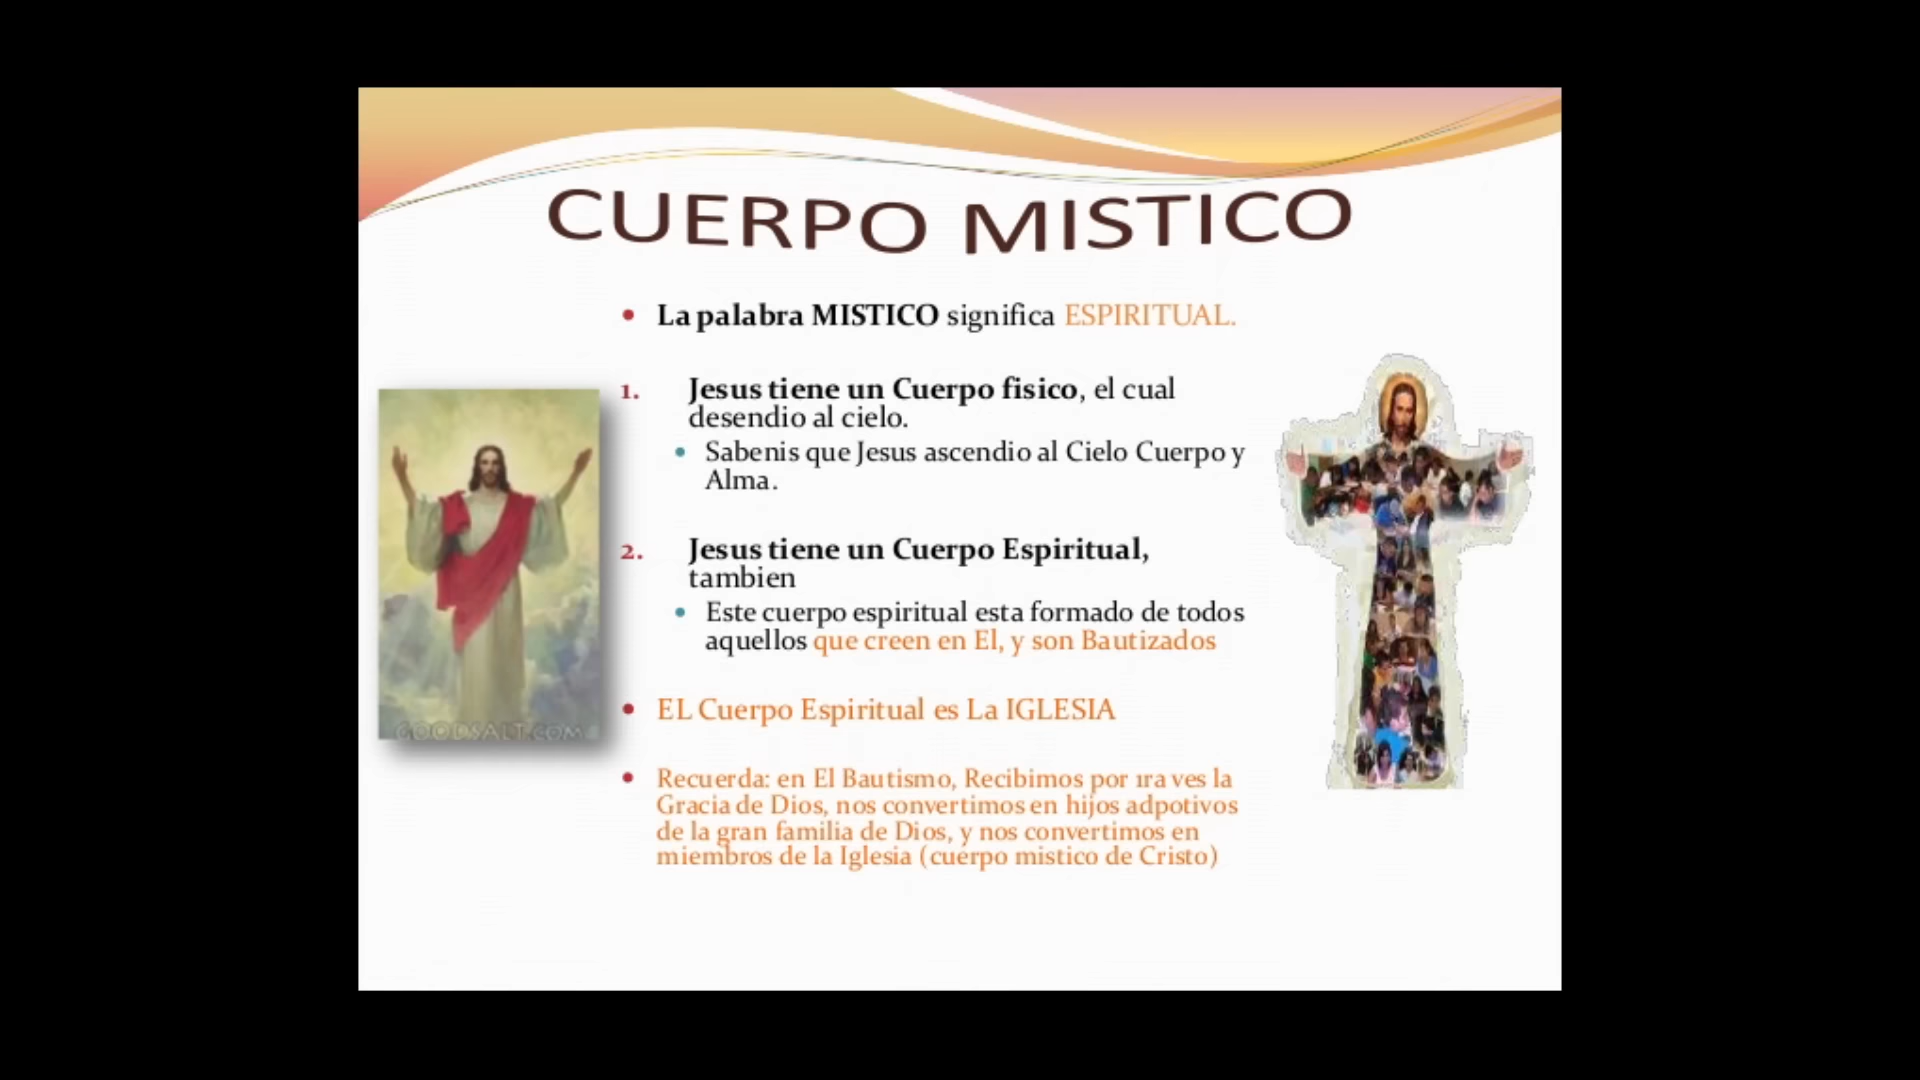 CUERPO MISTICO
• La palabra MISTICO significa ESPIRITUAL.
1. Jesus tiene un Cuerpo fisico, el cual
desendio al cielo.
• Sabenis que Jesus ascendio al Cielo Cuerpo y
Alma.
2. Jesus tiene un Cuerpo Espiritual,
tambien
• Este cuerpo espiritual esta formado de todos
aquellos que creen en El, y son Bautizados
• EL Cuerpo Espiritual es La IGLESIA
• Recuerda: en El Bautismo, Recibimos por 1ra ves la
Gracia de Dios, nos convertimos en hijos adpotivos
de la gran familia de Dios, y nos convertimos en
miembros de la Iglesia (cuerpo mistico de Cristo)
GOODSALT.COM